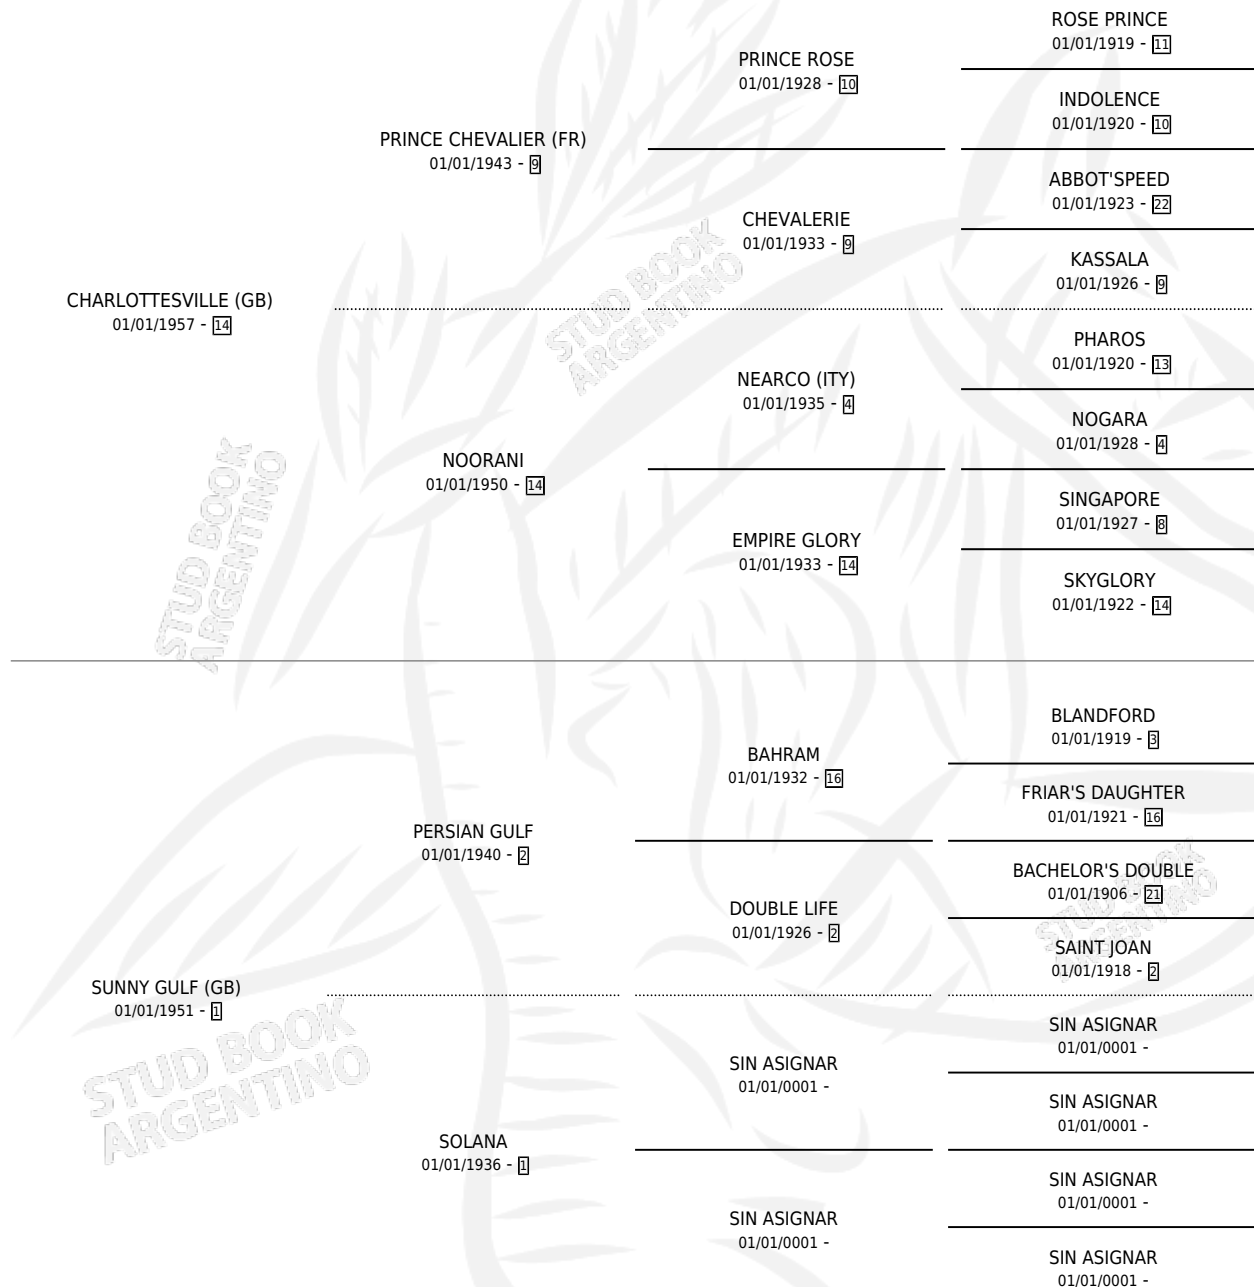 ROSE PRINCE
01/01/1919 - 11
PRINCE ROSE
01/01/1928 - 10
INDOLENCE
01/01/1920 - 10
PRINCE CHEVALIER (FR)
01/01/1943 - 9
ABBOT'SPEED
01/01/1923 - 22
CHEVALERIE
01/01/1933 - 9
KASSALA
01/01/1926 - 9
CHARLOTTESVILLE (GB)
01/01/1957 - 14
PHAROS
01/01/1920 - 13
NEARCO (ITY)
01/01/1935 - 4
NOGARA
01/01/1928 - 4
NOORANI
01/01/1950 - 14
SINGAPORE
01/01/1927 - 8
EMPIRE GLORY
01/01/1933 - 14
SKYGLORY
01/01/1922 - 14
BLANDFORD
01/01/1919 - 3
BAHRAM
01/01/1932 - 16
FRIAR'S DAUGHTER
01/01/1921 - 16
PERSIAN GULF
01/01/1940 - 2
BACHELOR'S DOUBLE
01/01/1906 - 21
DOUBLE LIFE
01/01/1926 - 2
SAINT JOAN
01/01/1918 - 2
SUNNY GULF (GB)
01/01/1951 - 1
SIN ASIGNAR
01/01/0001 -
SIN ASIGNAR
01/01/0001 -
SIN ASIGNAR
01/01/0001 -
SOLANA
01/01/1936 - 1
SIN ASIGNAR
01/01/0001 -
SIN ASIGNAR
01/01/0001 -
SIN ASIGNAR
01/01/0001 -
STUD BOOK
ARGENTINO
STUD BOOK
ARGENTINO
STUD BOOK
ARGENTINO
STUD BOOK
ARGENTINO